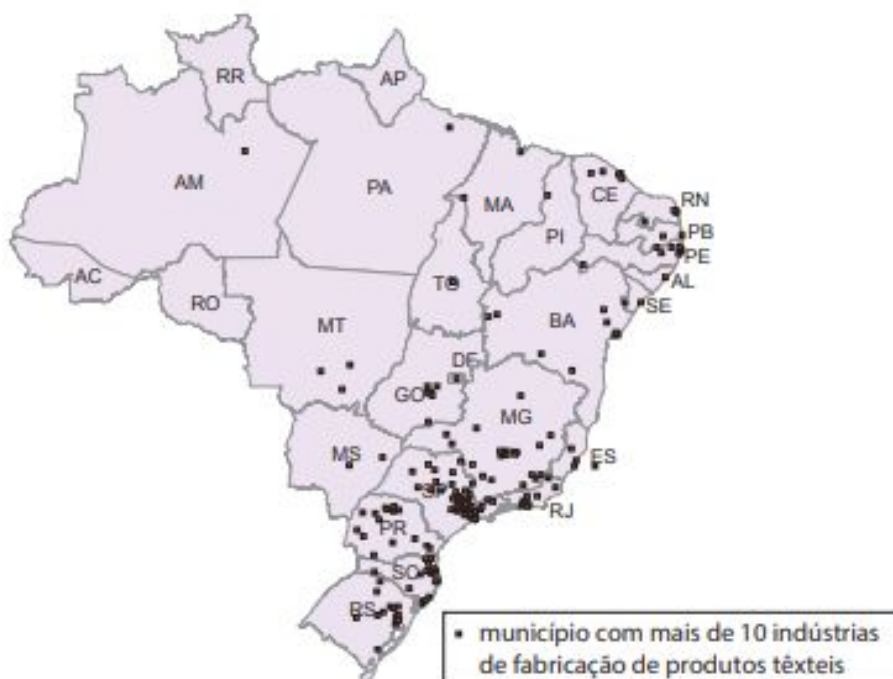 RR
AP
AM
PA
MA
CE
RN
PB
PE
AL
SE
PI
AC
RO
TO
MT
BA
DF
GO
MG
MS
ES
SP
RJ
PR
SC
RS
▪ município com mais de 10 indústrias
de fabricação de produtos têxteis